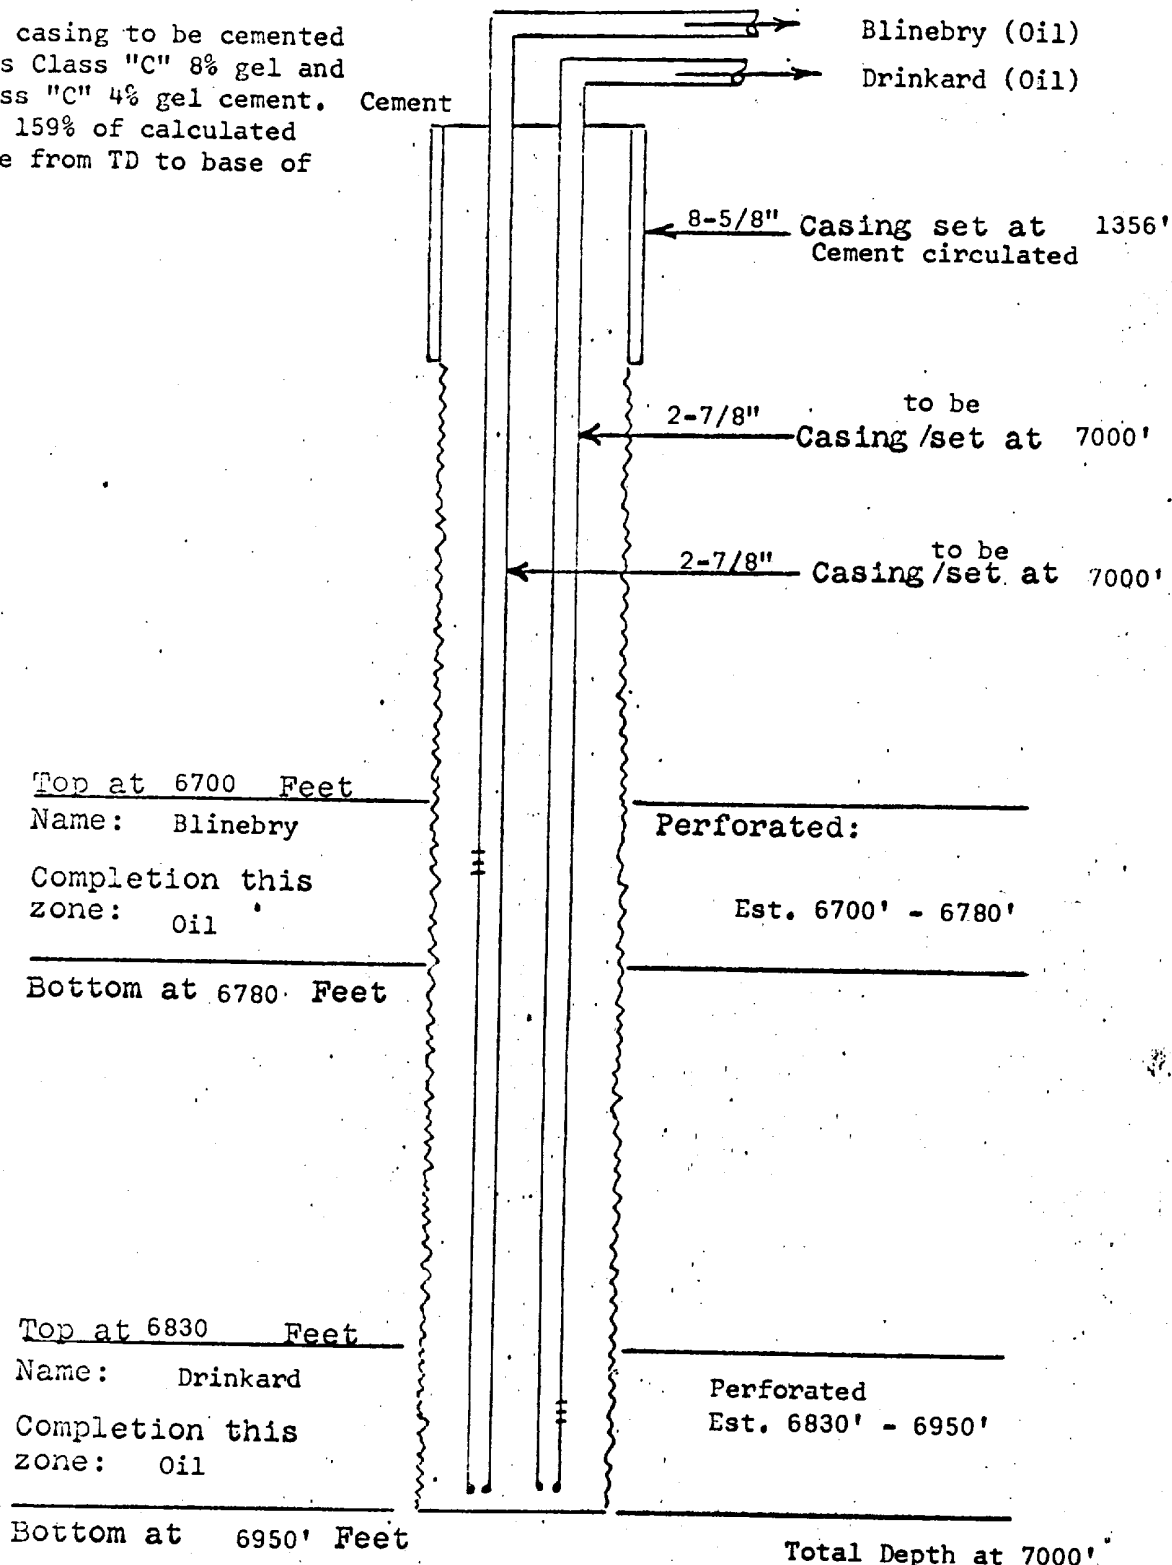 casing to be cemented
s Class "C" 8% gel and
ss "C" 4% gel cement. Cement
159% of calculated
e from TD to base of
Blinebry (Oil)
Drinkard (Oil)
8-5/8" Casing set at 1356'
Cement circulated
to be
2-7/8" Casing/set at 7000'
to be
2-7/8" Casing/set at 7000'
Top at 6700 Feet
Name: Blinebry
Completion this
zone: Oil
Bottom at 6780 Feet
Perforated:
Est. 6700' - 6780'
Top at 6830 Feet
Name: Drinkard
Completion this
zone: Oil
Bottom at 6950' Feet
Perforated
Est. 6830' - 6950'
Total Depth at 7000'